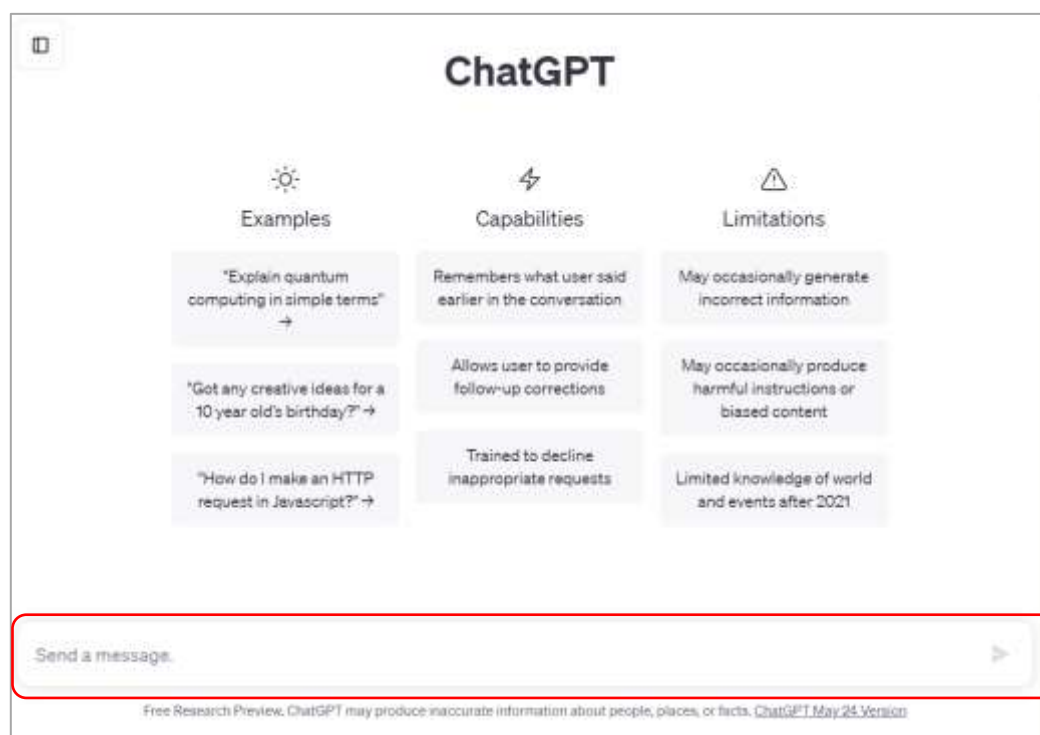 ChatGPT
Examples
"Explain quantum
computing in simple terms"
→
"Got any creative ideas for a
10 year old's birthday?" →
"How do I make an HTTP
request in Javascript?" →
Capabilities
Remembers what user said
earlier in the conversation
Allows user to provide
follow-up corrections
Trained to decline
inappropriate requests
Limitations
May occasionally generate
incorrect information
May occasionally produce
harmful instructions or
biased content
Limited knowledge of world
and events after 2021
Send a message.
Free Research Preview. ChatGPT may produce inaccurate information about people, places, or facts. ChatGPT May 24 Version